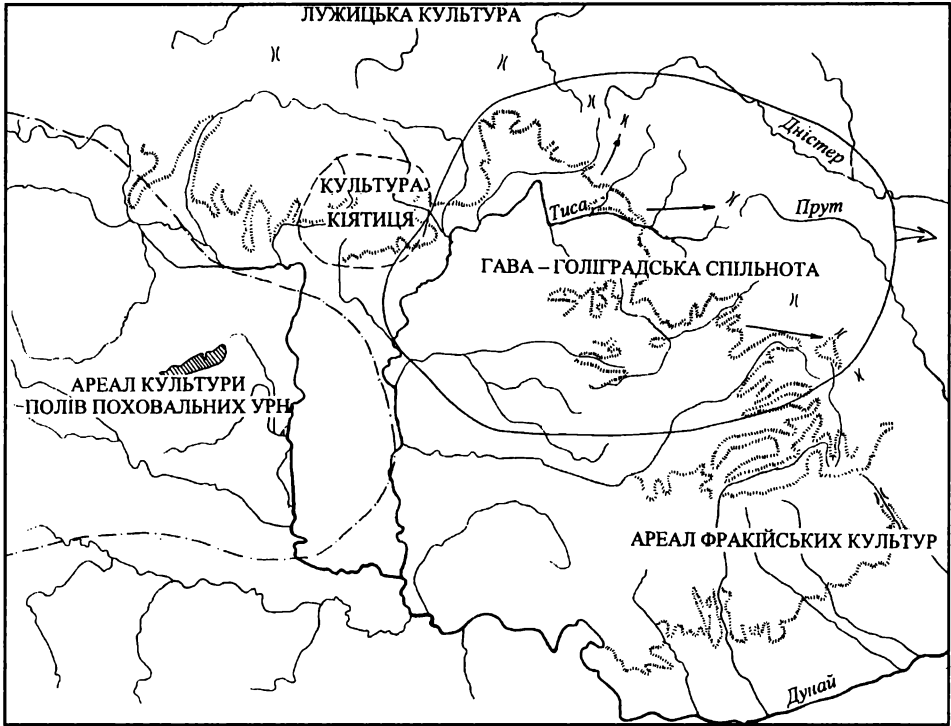 ЛУЖИЦЬКА КУЛЬТУРА
Дністер
КУЛЬТУРА
КІЯТИЦЯ
Тиса
Прут
ГАВА – ГОЛІГРАДСЬКА СПІЛЬНОТА
АРЕАЛ КУЛЬТУРИ
ПОЛІВ ПОХОВАЛЬНИХ УРН
АРЕАЛ ФРАКІЙСЬКИХ КУЛЬТУР
Дунай